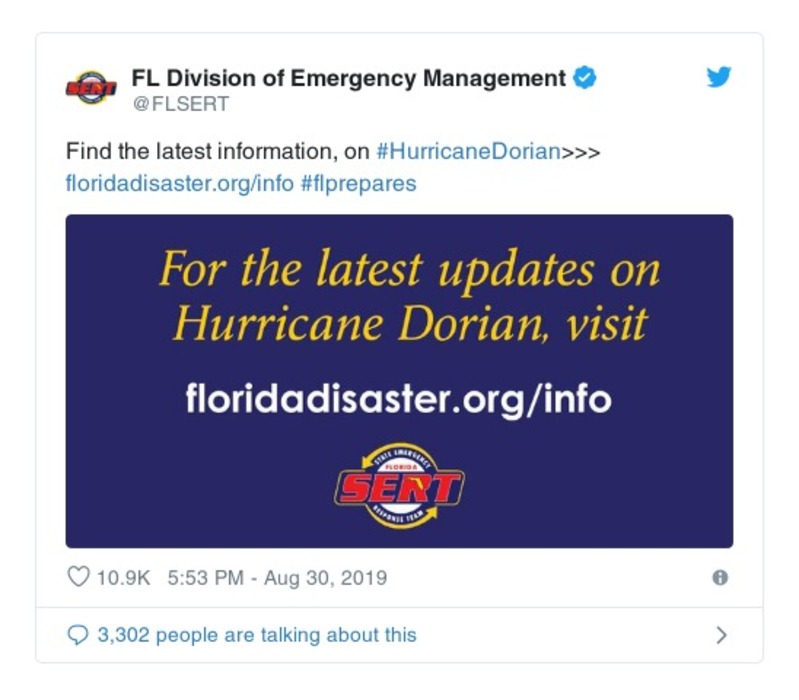 SERT
FL Division of Emergency Management
@FLSERT
Find the latest information, on #HurricaneDorian>>>
floridadisaster.org/info #flprepares
For the latest updates on
Hurricane Dorian, visit
floridadisaster.org/info
STATE EMERGENCY
FLORIDA
SERT
RESPONSE TEAM
10.9K 5:53 PM - Aug 30, 2019
3,302 people are talking about this